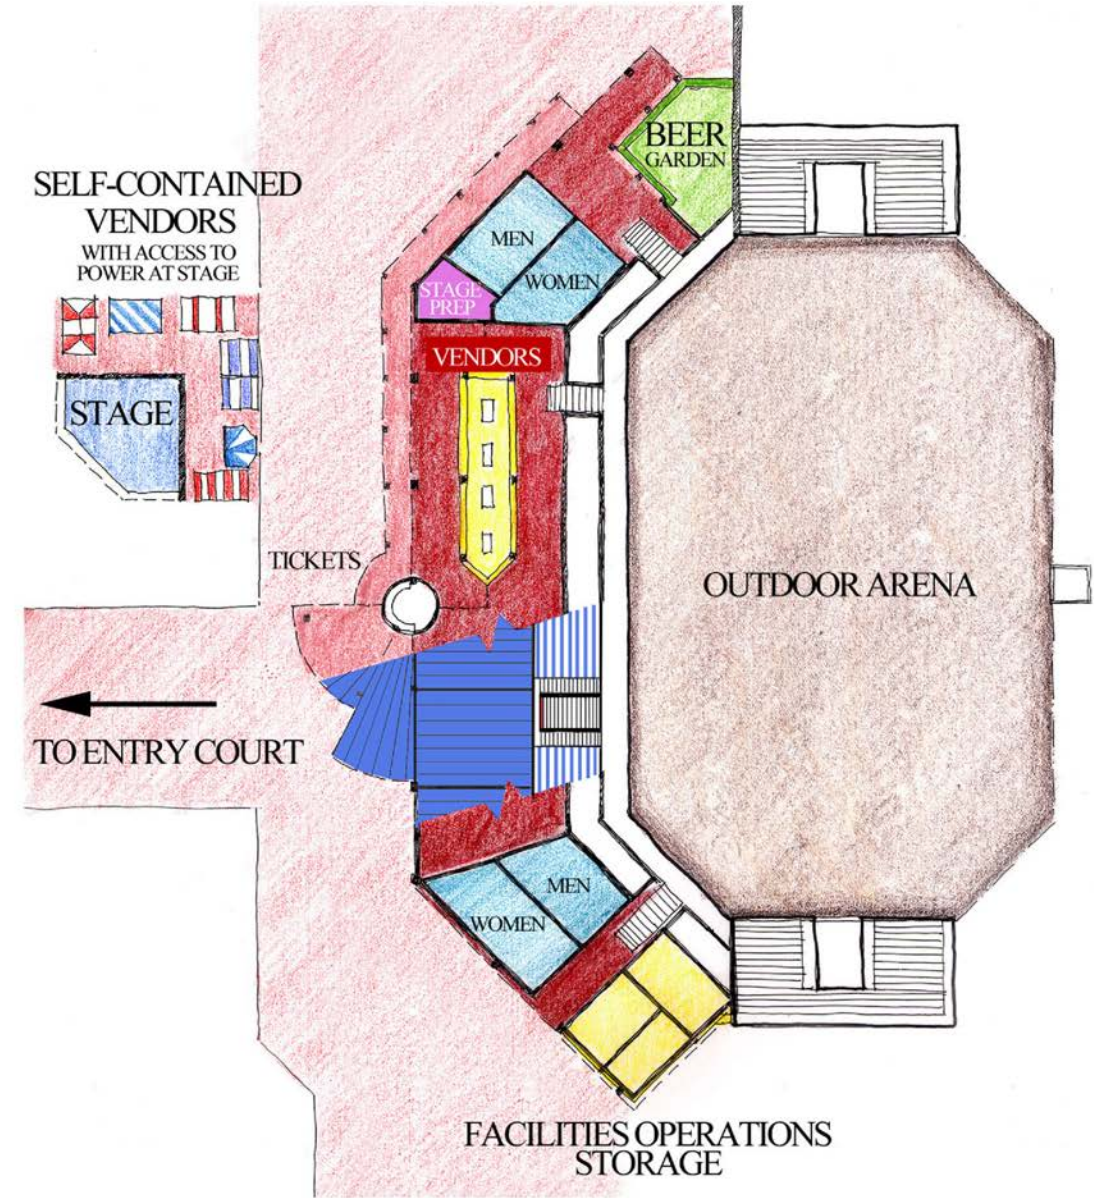 BEER
GARDEN
SELF-CONTAINED
VENDORS
WITH ACCESS TO
POWER AT STAGE
MEN
WOMEN
STAGE
PREP
VENDORS
STAGE
TICKETS
OUTDOOR ARENA
TO ENTRY COURT
MEN
WOMEN
FACILITIES OPERATIONS
STORAGE